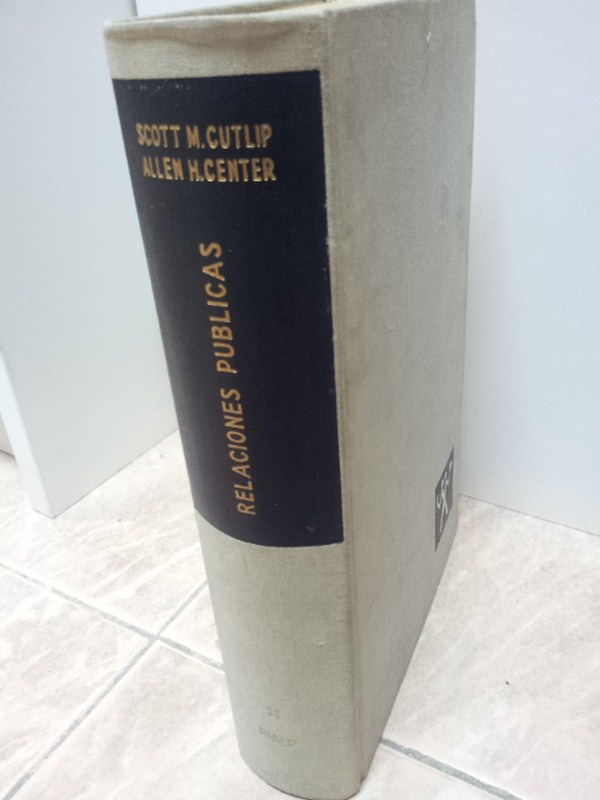 SCOTT M.CUTLIP
ALLEN H.CENTER
RELACIONES PUBLICAS